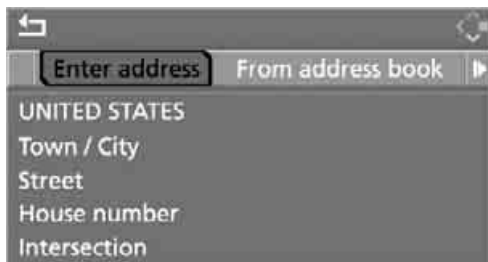 Enter address From address book
UNITED STATES
Town / City
Street
House number
Intersection